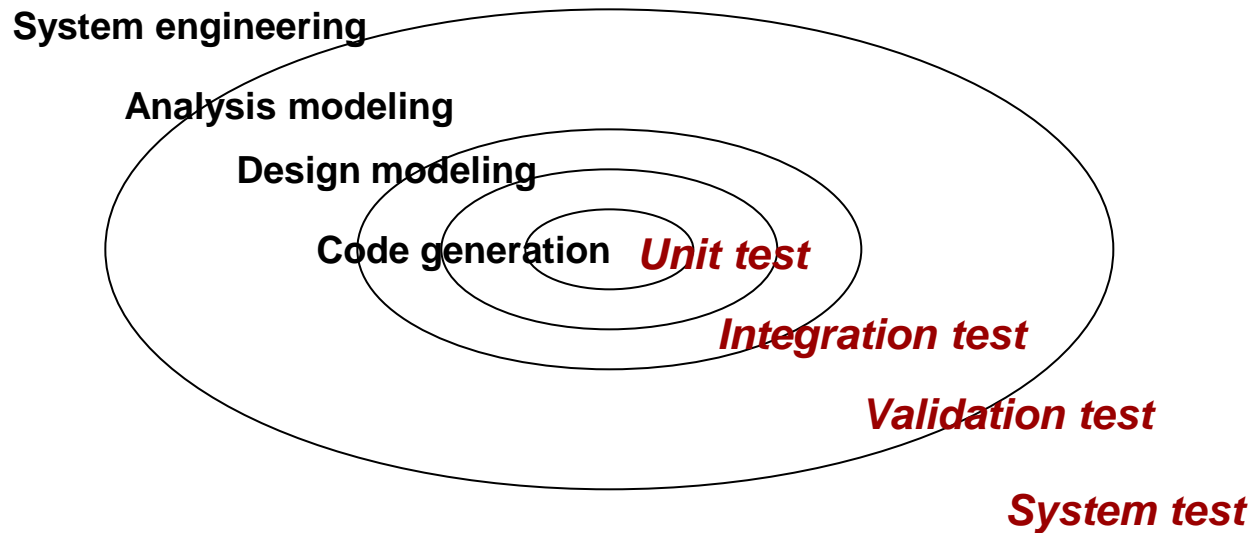 System engineering
Analysis modeling
Design modeling
Code generation
Unit test
Integration test
Validation test
System test